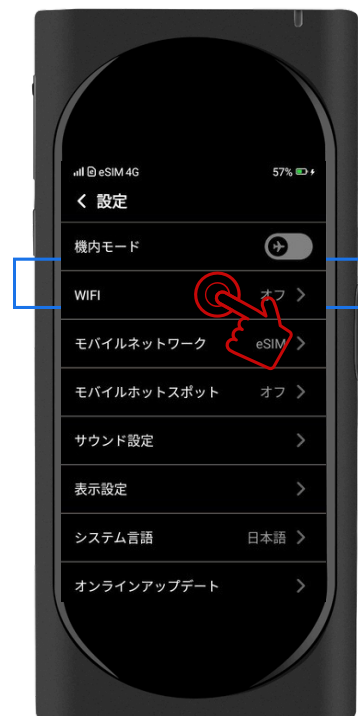 eSIM 4G 57%
設定
機内モード
WIFI オフ
モバイルネットワーク eSIM
モバイルホットスポット オフ
サウンド設定
表示設定
システム言語 日本語
オンラインアップデート